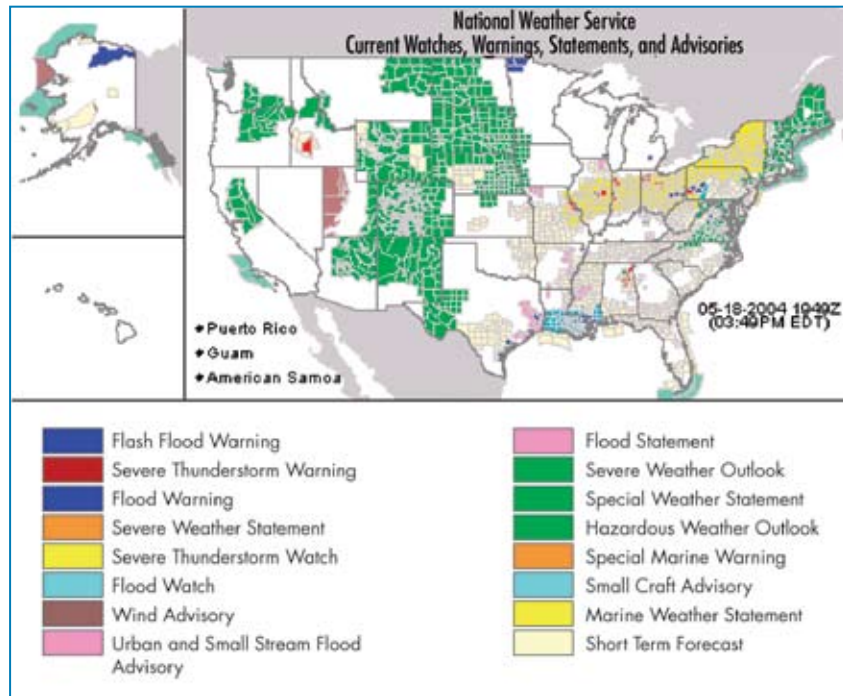 National Weather Service
Current Watches, Warnings, Statements, and Advisories
05-18-2004 1949Z
(03:49PM EDT)
Puerto Rico
Guam
American Samoa
Flash Flood Warning
Severe Thunderstorm Warning
Flood Warning
Severe Weather Statement
Severe Thunderstorm Watch
Flood Watch
Wind Advisory
Urban and Small Stream Flood
Advisory
Flood Statement
Severe Weather Outlook
Special Weather Statement
Hazardous Weather Outlook
Special Marine Warning
Small Craft Advisory
Marine Weather Statement
Short Term Forecast